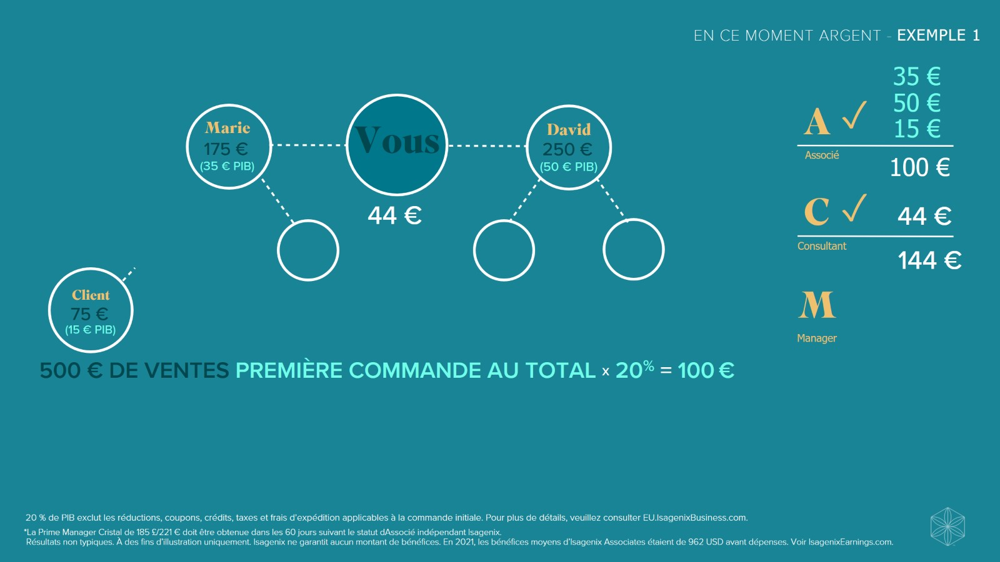 EN CE MOMENT ARGENT - EXEMPLE 1
Marie
175 €
(35 € PIB)
Vous
44 €
David
250 €
(50 € PIB)
35 €
50 €
15 €
A ✓
Associé
100 €
C ✓ 44 €
Consultant
144 €
M
Manager
Client
75 €
(15 € PIB)
500 € DE VENTES PREMIÈRE COMMANDE AU TOTAL x 20% = 100 €
20 % de PIB exclut les réductions, coupons, crédits, taxes et frais d'expédition applicables à la commande initiale. Pour plus de détails, veuillez consulter EU.IsagenixBusiness.com.
*La Prime Manager Cristal de 185 £/221 € doit être obtenue dans les 60 jours suivant le statut dAssocié indépendant Isagenix.
Résultats non typiques. À des fins d'illustration uniquement. Isagenix ne garantit aucun montant de bénéfices. En 2021, les bénéfices moyens d'Isagenix Associates étaient de 962 USD avant dépenses. Voir IsagenixEarnings.com.